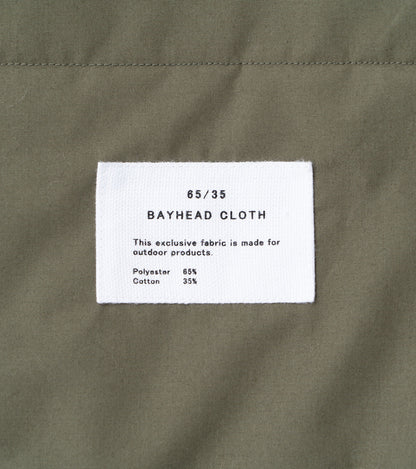 65/35
BAYHEAD CLOTH
This exclusive fabric is made for
outdoor products.
Polyester 65%
Cotton 35%